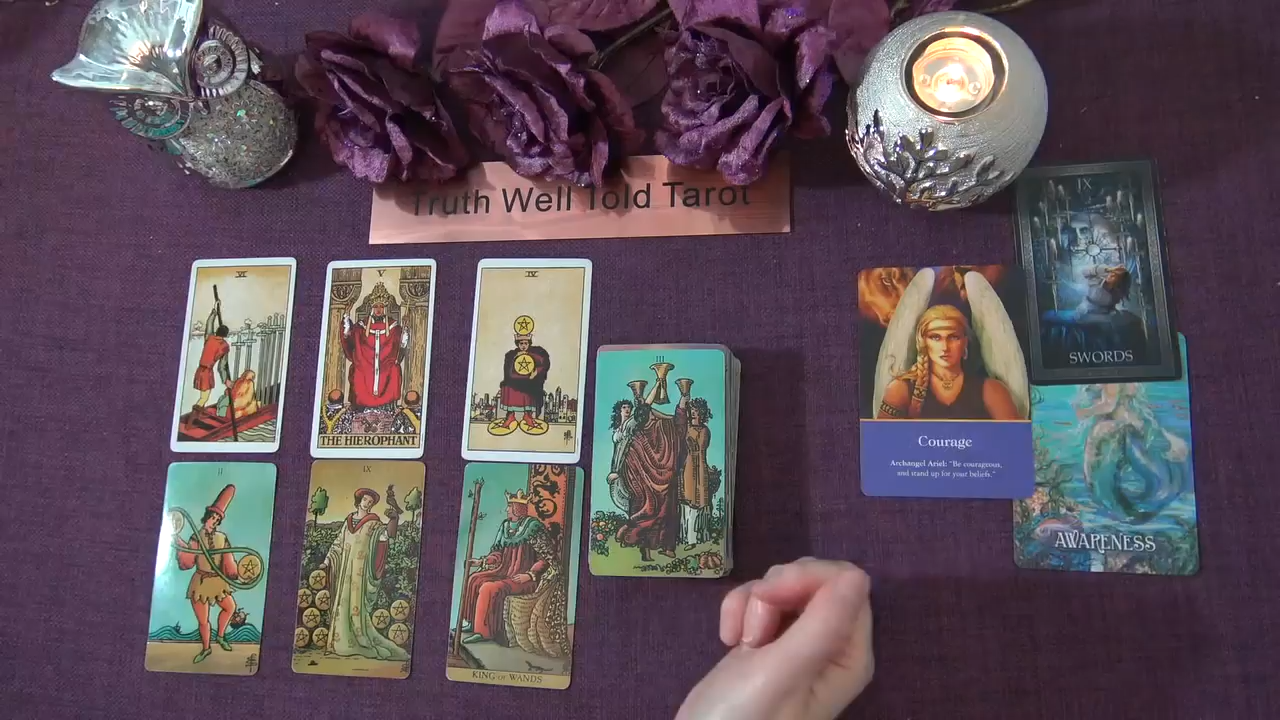 Truth Well Told Tarot
IX
SWORDS
VI
V
THE HIEROPHANT
IV
III
Courage
Archangel Ariel: "Be courageous,
and stand up for your beliefs."
AWARENESS
II
IX
KING OF WANDS